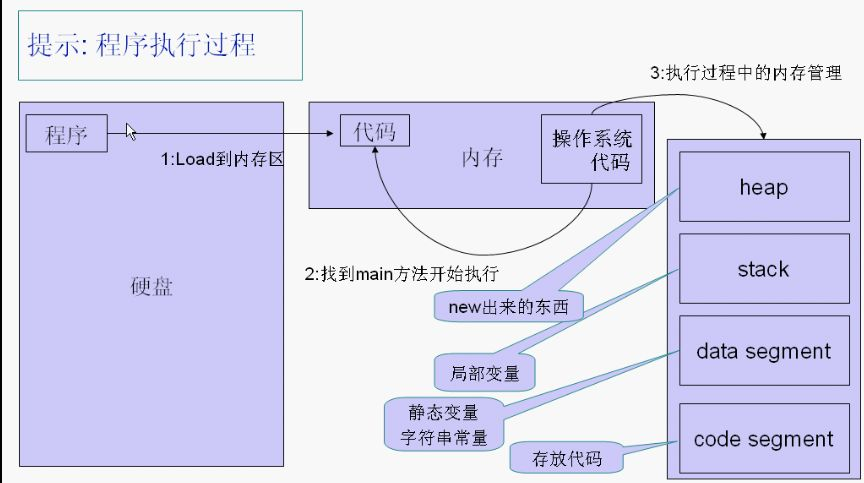 提示: 程序执行过程
3:执行过程中的内存管理
程序
1:Load到内存区
代码
内存
操作系统
代码
硬盘
2:找到main方法开始执行
heap
new出来的东西
stack
局部变量
data segment
静态变量
字符串常量
code segment
存放代码